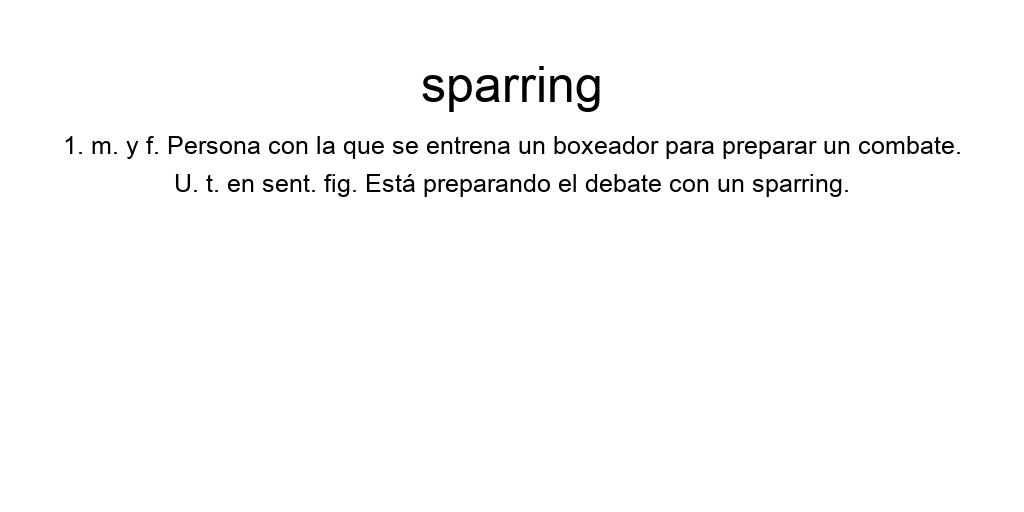 sparring
1. m. y f. Persona con la que se entrena un boxeador para preparar un combate.
U. t. en sent. fig. Está preparando el debate con un sparring.